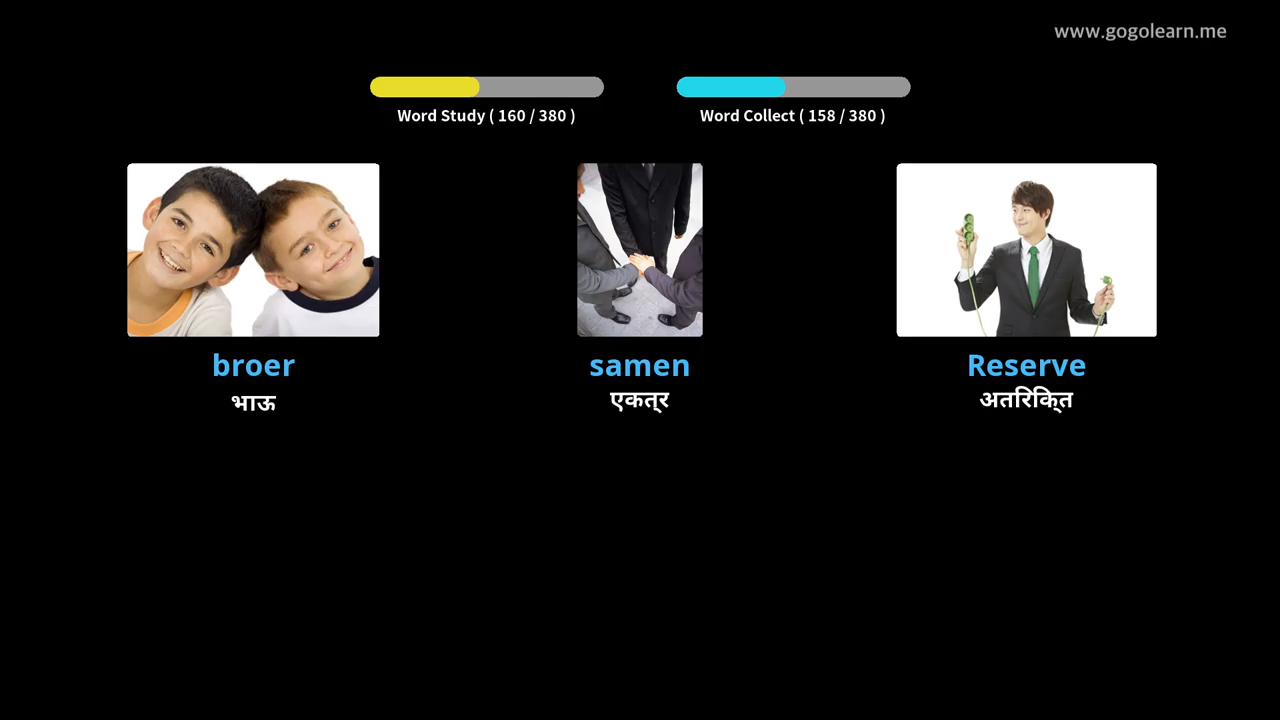 www.gogolearn.me
Word Study ( 160 / 380 )
Word Collect ( 158 / 380 )
broer
samen
Reserve
भाऊ
एकत्र
अतिरिक्त